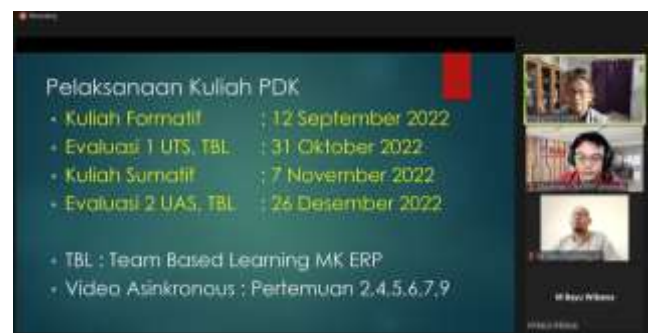 Pelaksanaan Kuliah PDK
• Kuliah Formatif : 12 September 2022
• Evaluasi 1 UTS, TBL : 31 Oktober 2022
• Kuliah Sumatif : 7 November 2022
• Evaluasi 2 UAS, TBL : 26 Desember 2022
• TBL : Team Based Learning MK ERP
• Video Asinkronous : Pertemuan 2,4,5,6,7,9
M Bayu Wibawa